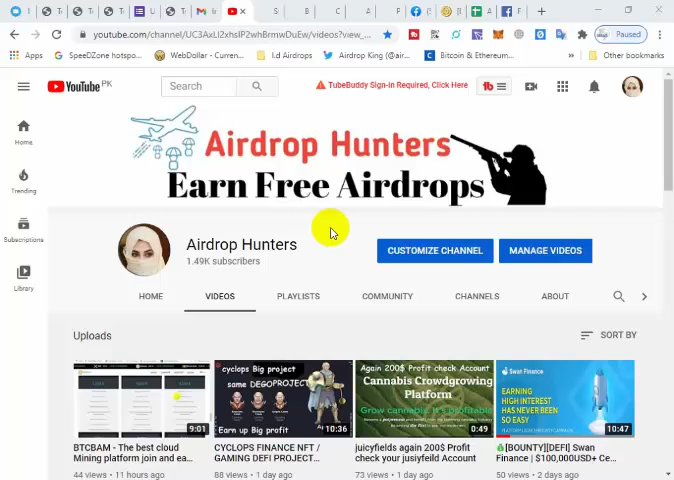 Paused
youtube.com/channel/UC3AxLl2xhsIP2whBrmwDuEw/videos?view_...
Apps
SpeeDZone hotspo...
WebDollar - Curren...
I.d Airdrops
Airdrop King (@air...
Bitcoin & Ethereum...
Other bookmarks
YouTube PK
Search
TubeBuddy Sign-in Required, Click Here
Home
Trending
Subscriptions
Library
Airdrop Hunters
Earn Free Airdrops
Airdrop Hunters
1.49K subscribers
CUSTOMIZE CHANNEL
MANAGE VIDEOS
HOME
VIDEOS
PLAYLISTS
COMMUNITY
CHANNELS
ABOUT
Uploads
SORT BY
9:01
cyclops Big project
same DEGOPROJECT
Earn up Big profit
10:36
Again 200$ Profit check Account
Cannabis Crowdgrowing
Platform
Grow cannabis. It's profitable
0:49
Swan Finance
EARNING
HIGH INTEREST
HAS NEVER BEEN
SO EASY
10:47
BTCBAM - The best cloud
Mining platform join and ea...
44 views • 11 hours ago
CYCLOPS FINANCE NFT /
GAMING DEFI PROJECT...
88 views • 1 day ago
juicyfields again 200$ Profit
check your jusiyfeild Account
73 views • 1 day ago
[BOUNTY][DEFI] Swan
Finance | $100,000USD+ Ce...
50 views • 2 days ago